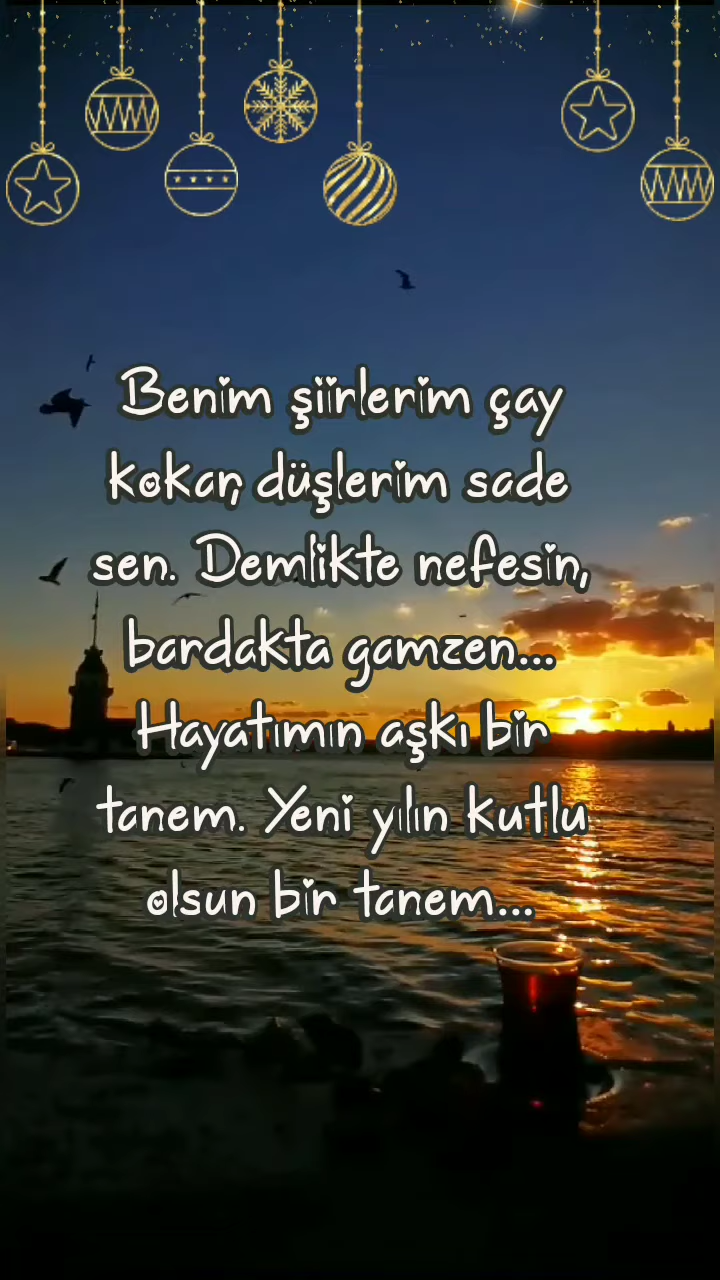 Benim şiirlerim çay
kokar, düşlerim sade
sen. Demlikte nefesin,
bardakta gamzen...
Hayatımın aşkı bir
tanem. Yeni yılın kutlu
olsun bir tanem...